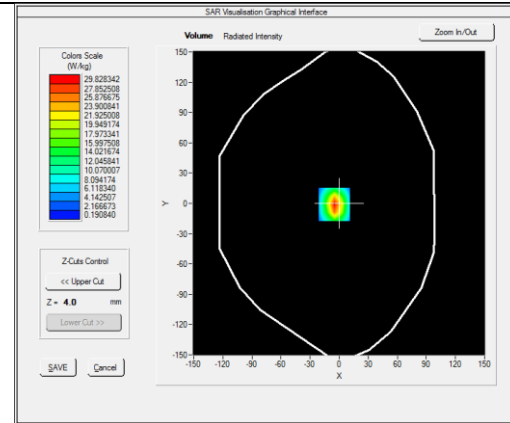 SAR Visualisation Graphical Interface
Volume Radiated Intensity
Zoom In/Out
Colors Scale
(W/kg)
29.828342
27.852508
25.876675
23.900841
21.925008
19.949174
17.973341
15.997508
14.021674
12.045841
10.070007
8.094174
6.118340
4.142507
2.166673
0.190840
Z-Cuts Control
<< Upper Cut
Z = 4.0 mm
Lower Cut >>
SAVE Cancel
150
120
90
60
30
0
-30
-60
-90
-120
-150
Y
-150 -120 -90 -60 -30 0 30 60 90 120 150
X